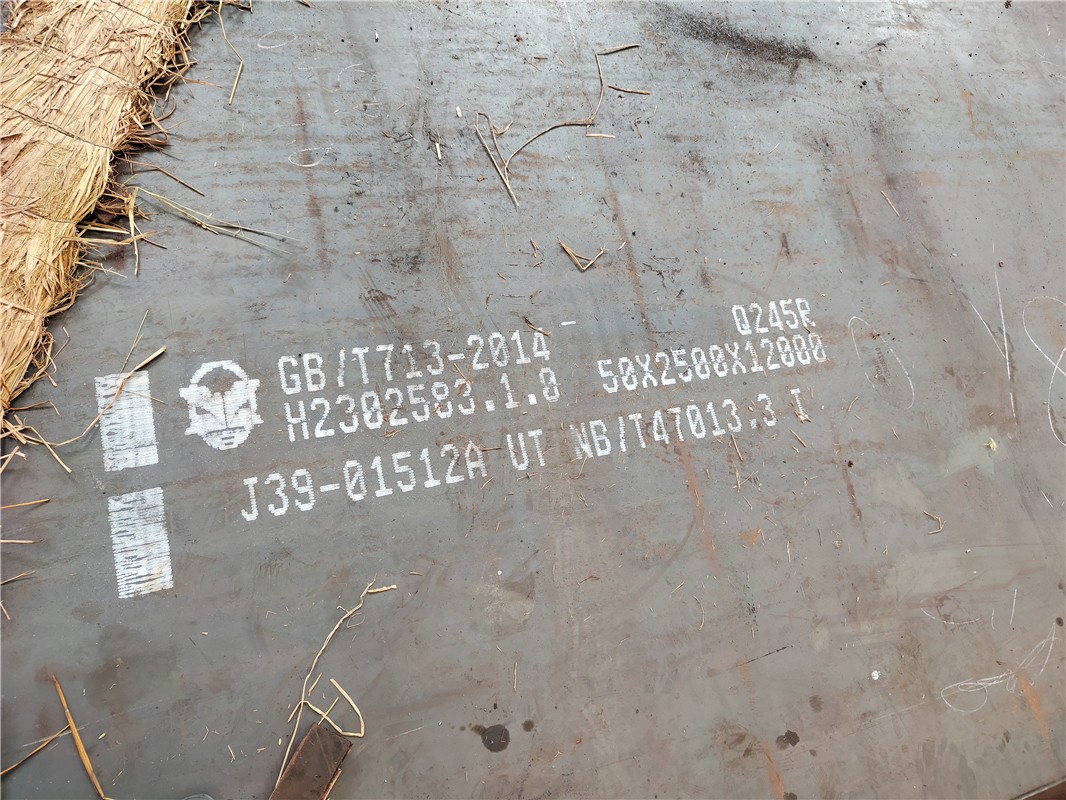 GB/T713-2014 - Q245R
H2302583.1.0 50X2500X12000
J39-01512A UT NB/T47013.3 I